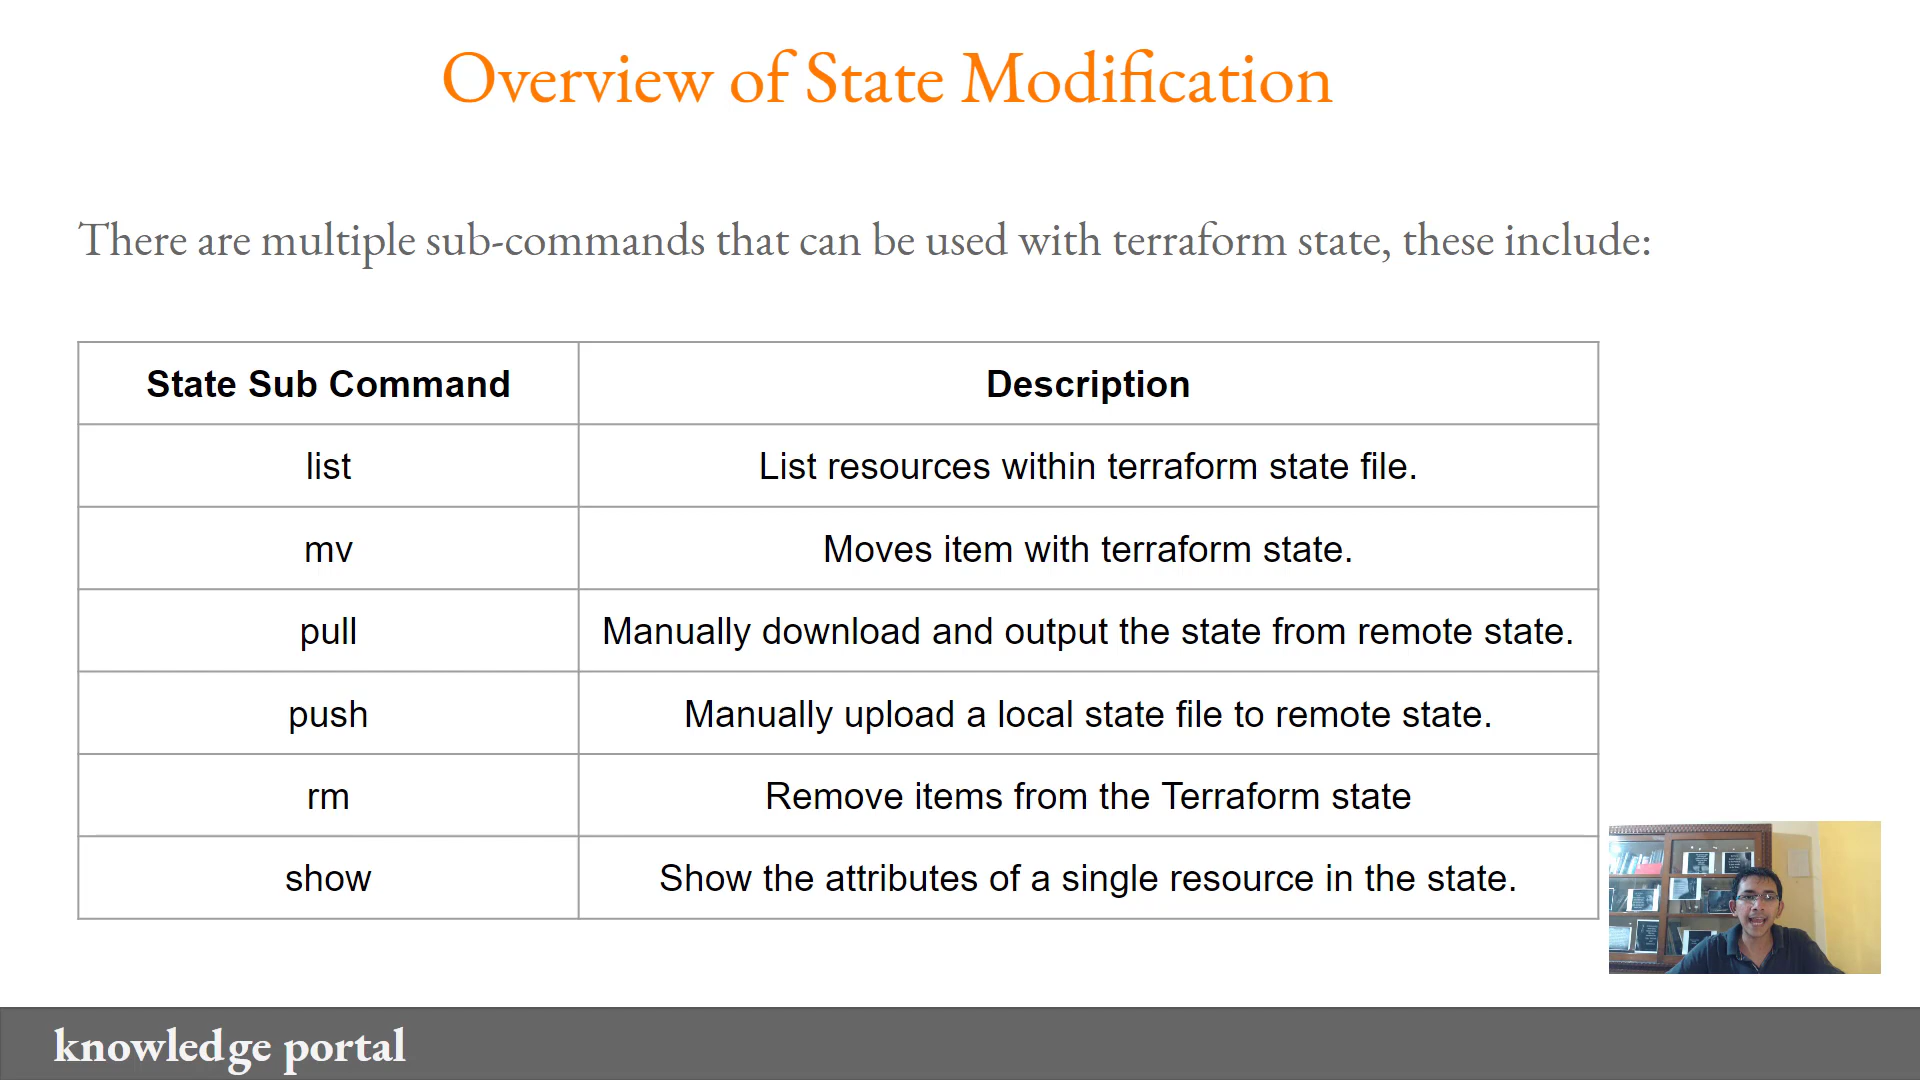 Overview of State Modification
There are multiple sub-commands that can be used with terraform state, these include:
State Sub Command Description
list List resources within terraform state file.
mv Moves item with terraform state.
pull Manually download and output the state from remote state.
push Manually upload a local state file to remote state.
rm Remove items from the Terraform state
show Show the attributes of a single resource in the state.
knowledge portal